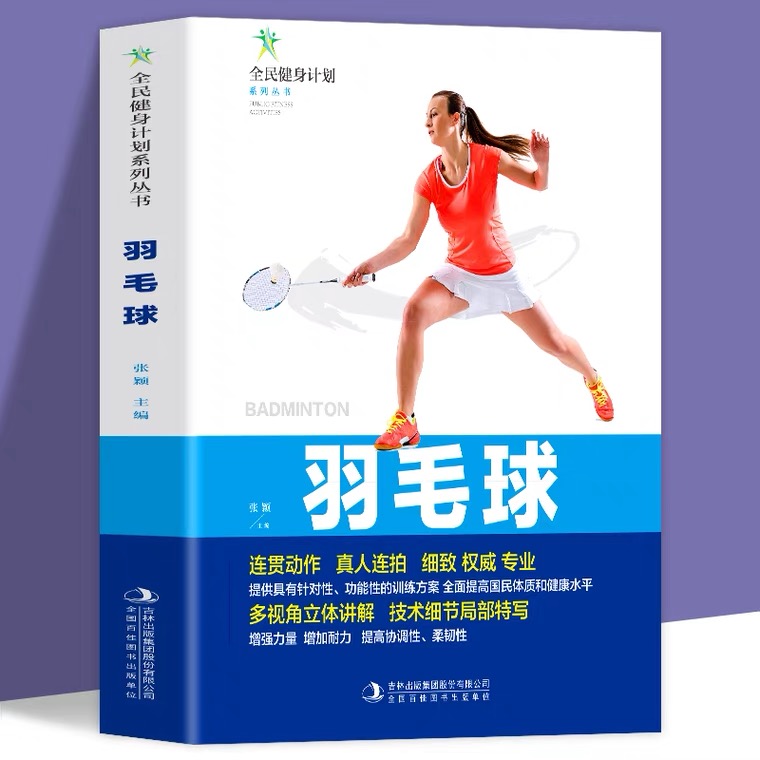 全民健身计划系列丛书
羽毛球
张颖 主编
吉林出版集团股份有限公司
全国百佳图书出版单位
全民健身计划
系列丛书
PUBLIC FITNESS
ACTIVITIES
BADMINTON
羽毛球
张颖
主编
连贯动作 真人连拍 细致 权威 专业
提供具有针对性、功能性的训练方案 全面提高国民体质和健康水平
多视角立体讲解 技术细节局部特写
增强力量 增加耐力 提高协调性、柔韧性
吉林出版集团股份有限公司
全国百佳图书出版单位